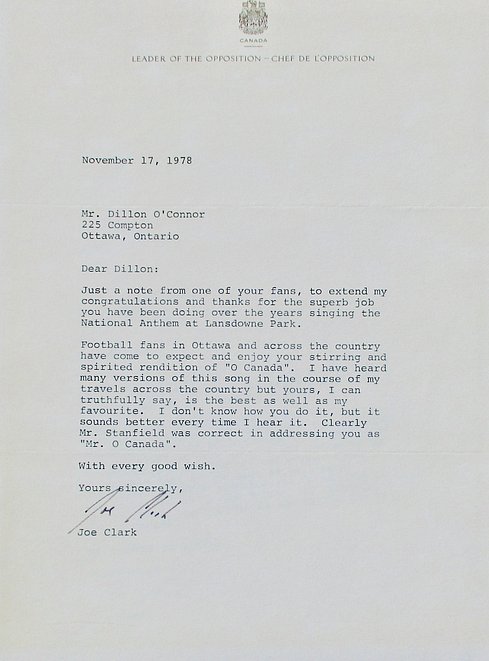 CANADA
LEADER OF THE OPPOSITION – CHEF DE L'OPPOSITION
November 17, 1978
Mr. Dillon O'Connor
225 Compton
Ottawa, Ontario
Dear Dillon:
Just a note from one of your fans, to extend my
congratulations and thanks for the superb job
you have been doing over the years singing the
National Anthem at Lansdowne Park.
Football fans in Ottawa and across the country
have come to expect and enjoy your stirring and
spirited rendition of "O Canada".  I have heard
many versions of this song in the course of my
travels across the country but yours, I can
truthfully say, is the best as well as my
favourite.  I don't know how you do it, but it
sounds better every time I hear it.  Clearly
Mr. Stanfield was correct in addressing you as
"Mr. O Canada".
With every good wish.
Yours sincerely,
Joe Clark
Joe Clark